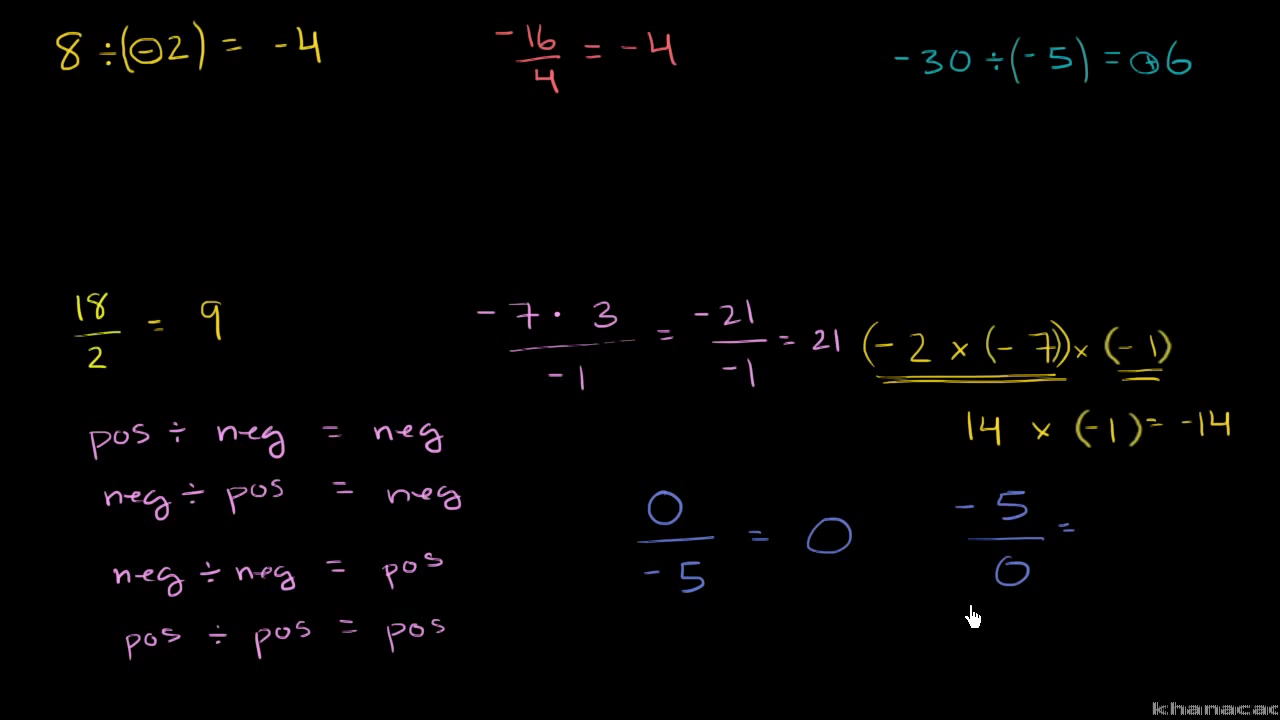 8 ÷ (-2) = -4
-16/4 = -4
-30 ÷ (-5) = +6
18/2 = 9
-7 · 3/-1 = -21/-1 = 21
(-2 x (-7)) x (-1)
14 x (-1) = -14
pos ÷ neg = neg
neg ÷ pos = neg
neg ÷ neg = pos
pos ÷ pos = pos
0/-5 = 0
-5/0 =
khanacac